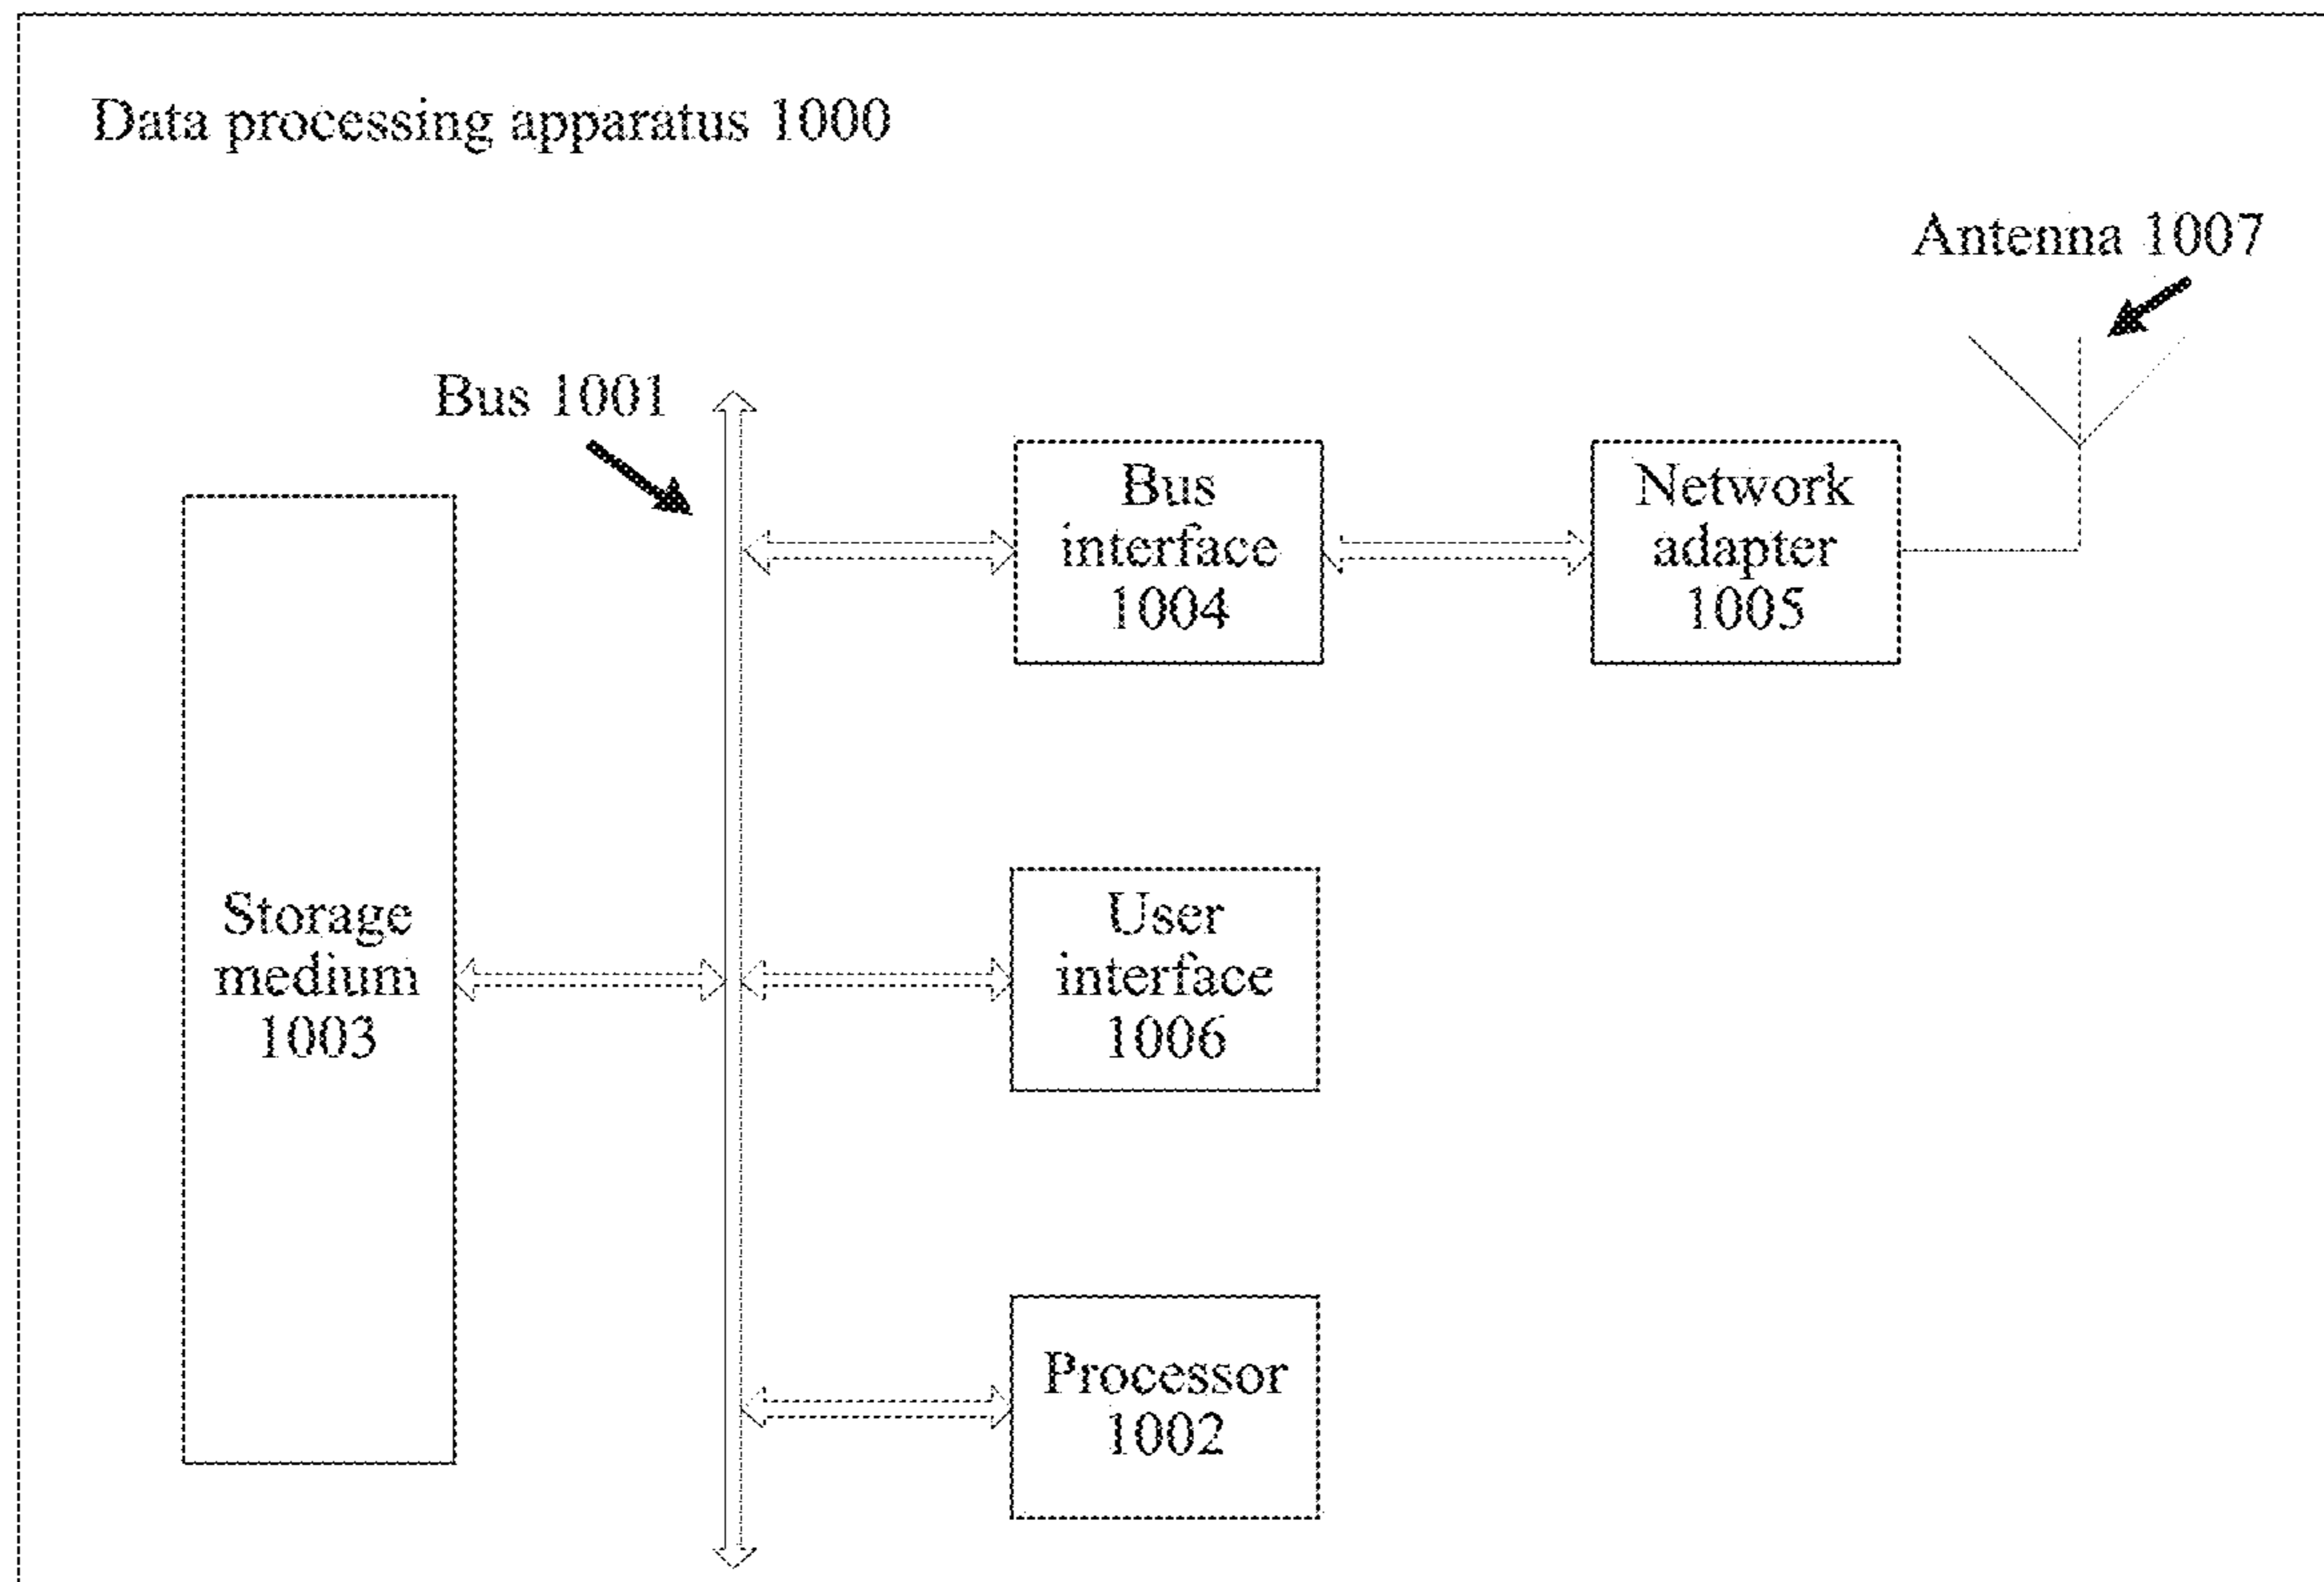 Data processing apparatus 1000
Antenna 1007
Bus 1001
Bus
interface
1004
Network
adapter
1005
Storage
medium
1003
User
interface
1006
Processor
1002